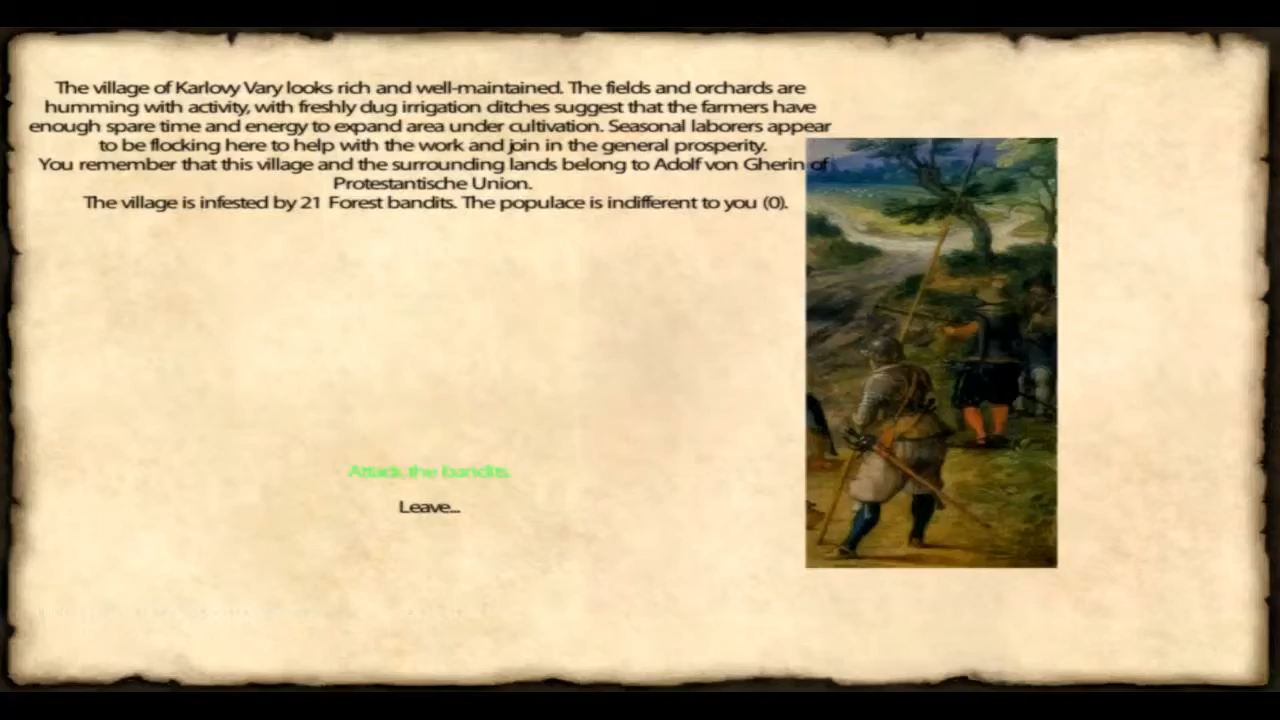 The village of Karlovy Vary looks rich and well-maintained. The fields and orchards are
humming with activity, with freshly dug irrigation ditches suggest that the farmers have
enough spare time and energy to expand area under cultivation. Seasonal laborers appear
to be flocking here to help with the work and join in the general prosperity.
You remember that this village and the surrounding lands belong to Adolf von Gherin of
Protestantische Union.
The village is infested by 21 Forest bandits. The populace is indifferent to you (0).
Attack the bandits.
Leave...